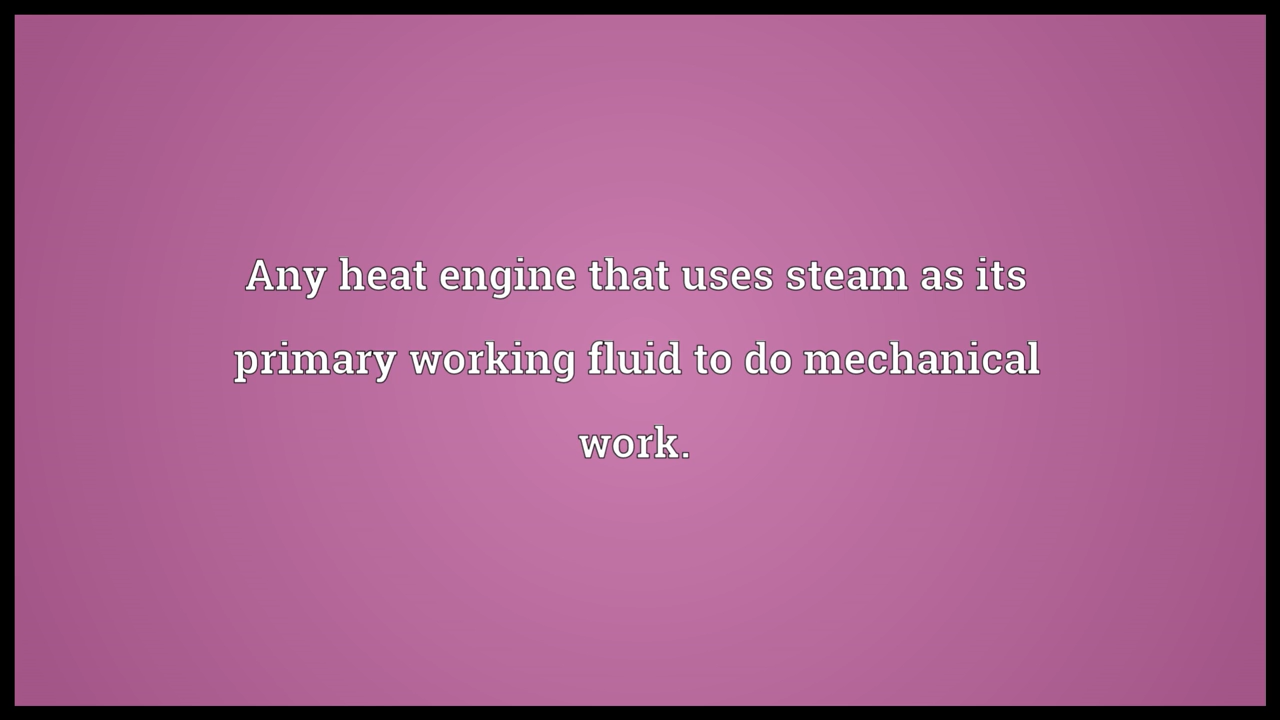 Any heat engine that uses steam as its
primary working fluid to do mechanical
work.